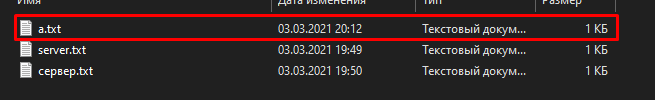 Имя Дата изменения Тип Размер
a.txt 03.03.2021 20:12 Текстовый докум... 1 КБ
server.txt 03.03.2021 19:49 Текстовый докум... 1 КБ
сервер.txt 03.03.2021 19:50 Текстовый докум... 1 КБ